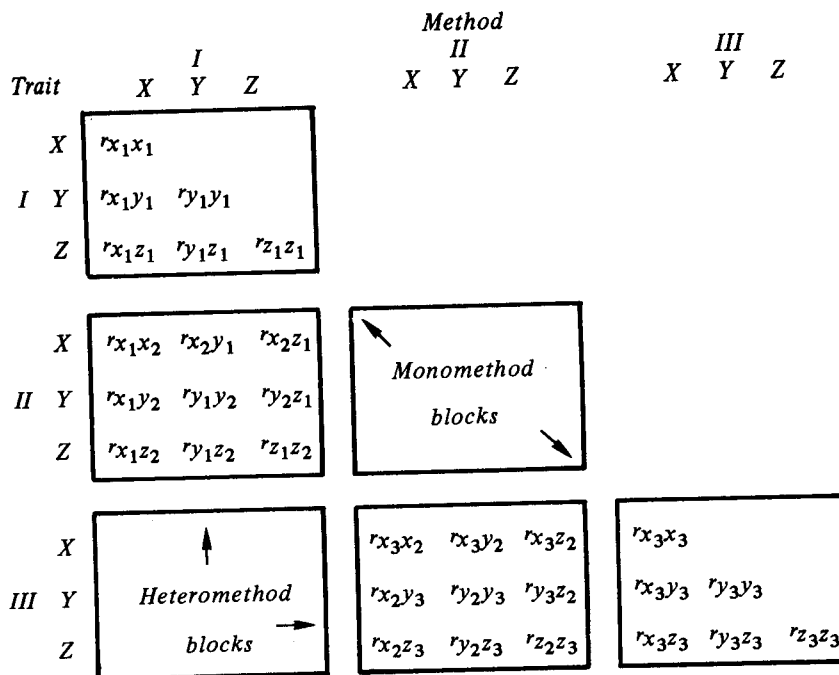 Method
I II III
Trait X Y Z X Y Z X Y Z
X rx₁x₁
I Y rx₁y₁ ry₁y₁
Z rx₁z₁ ry₁z₁ rz₁z₁
X rx₁x₂ rx₂y₁ rx₂z₁ Monomethod
II Y rx₁y₂ ry₁y₂ ry₂z₁ blocks
Z rx₁z₂ ry₁z₂ rz₁z₂
X rx₃x₂ rx₃y₂ rx₃z₂ rx₃x₃
III Y Heteromethod rx₂y₃ ry₂y₃ ry₃z₂ rx₃y₃ ry₃y₃
Z blocks rx₂z₃ ry₂z₃ rz₂z₃ rx₃z₃ ry₃z₃ rz₃z₃